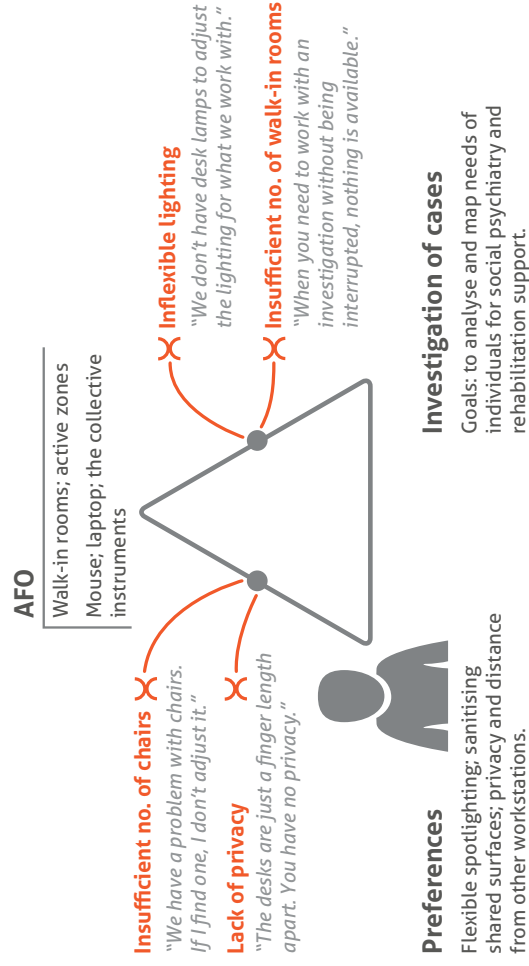 AFO
Walk-in rooms; active zones
Mouse; laptop; the collective
instruments
Insufficient no. of chairs
“We have a problem with chairs.
If I find one, I don’t adjust it.”
Lack of privacy
“The desks are just a finger length
apart. You have no privacy.”
Inflexible lighting
“We don’t have desk lamps to adjust
the lighting for what we work with.”
Insufficient no. of walk-in rooms
“When you need to work with an
investigation without being
interrupted, nothing is available.”
Preferences
Flexible spotlighting; sanitising
shared surfaces; privacy and distance
from other workstations.
Investigation of cases
Goals: to analyse and map needs of
individuals for social psychiatry and
rehabilitation support.